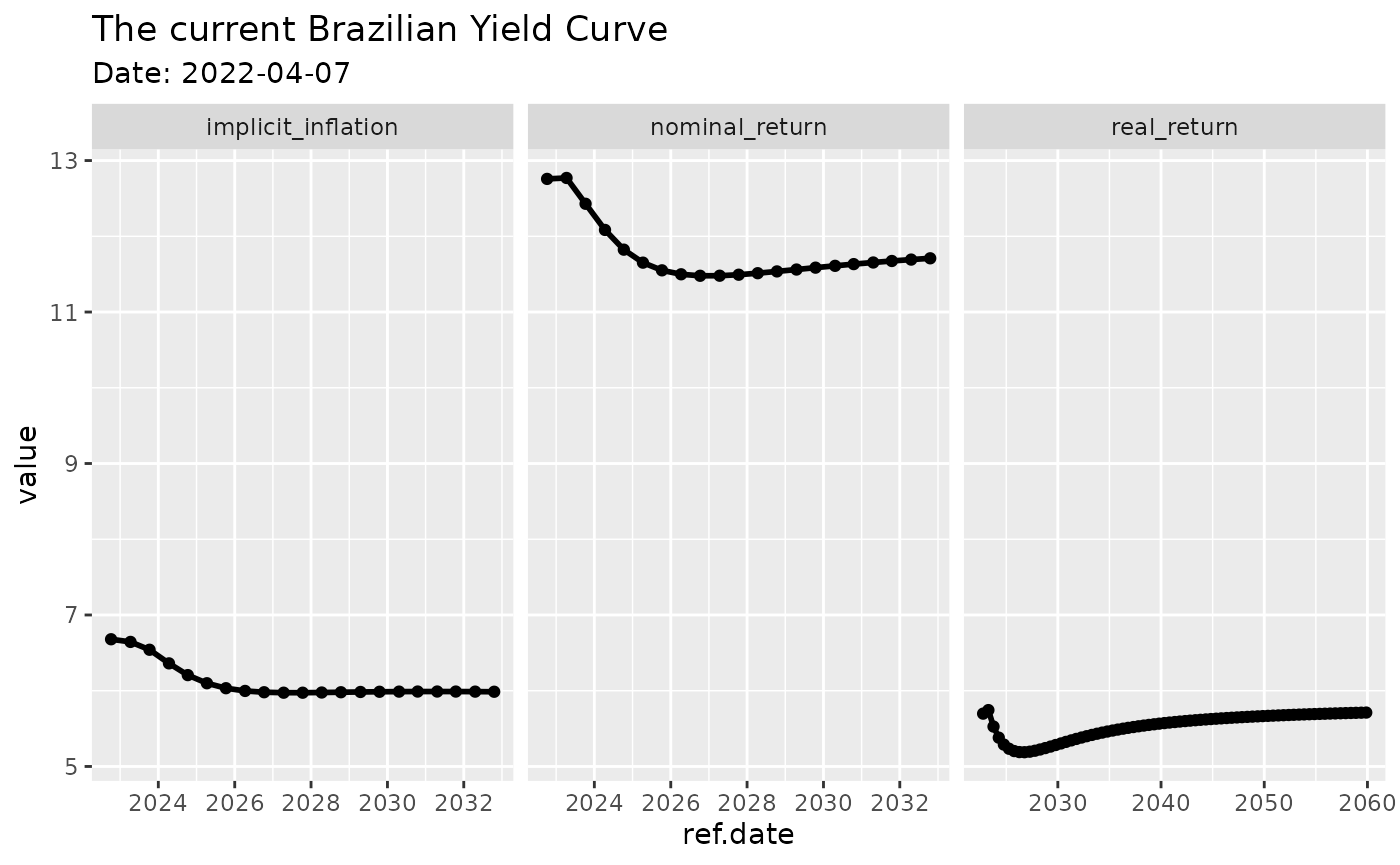 The current Brazilian Yield Curve
Date: 2022-04-07
implicit_inflation
nominal_return
real_return
value
13
11
9
7
5
2024 2026 2028 2030 2032
2024 2026 2028 2030 2032
2030 2040 2050 2060
ref.date